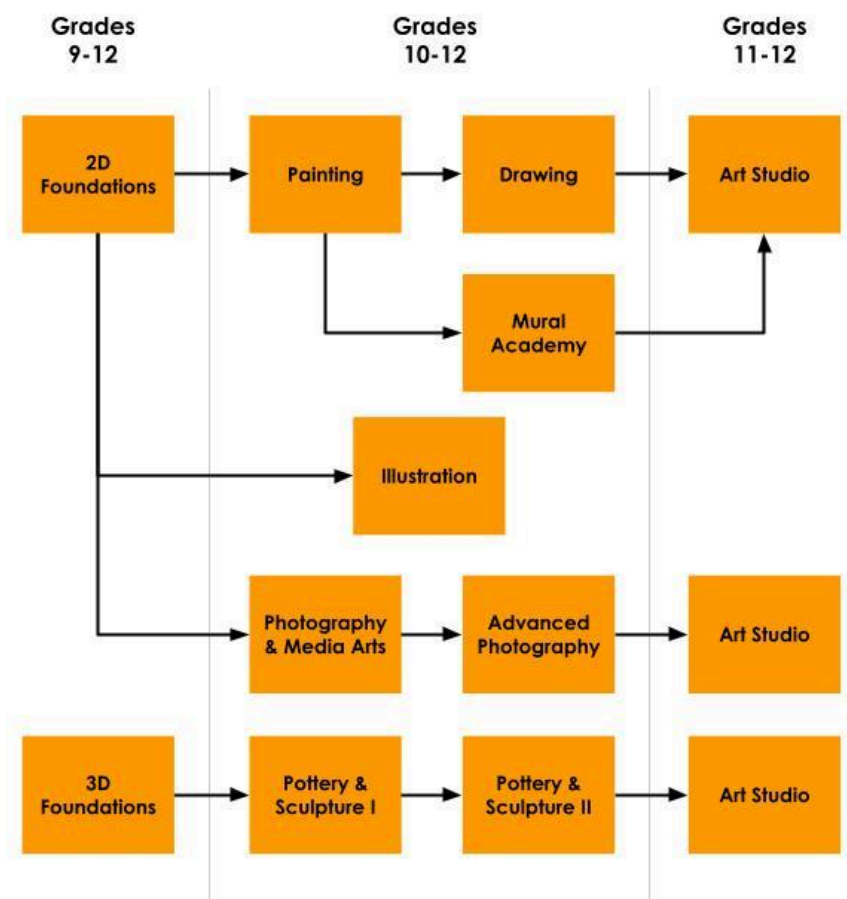 Grades
9-12
Grades
10-12
Grades
11-12
2D
Foundations
Painting
Drawing
Art Studio
Mural
Academy
Illustration
Photography
& Media Arts
Advanced
Photography
Art Studio
3D
Foundations
Pottery &
Sculpture I
Pottery &
Sculpture II
Art Studio